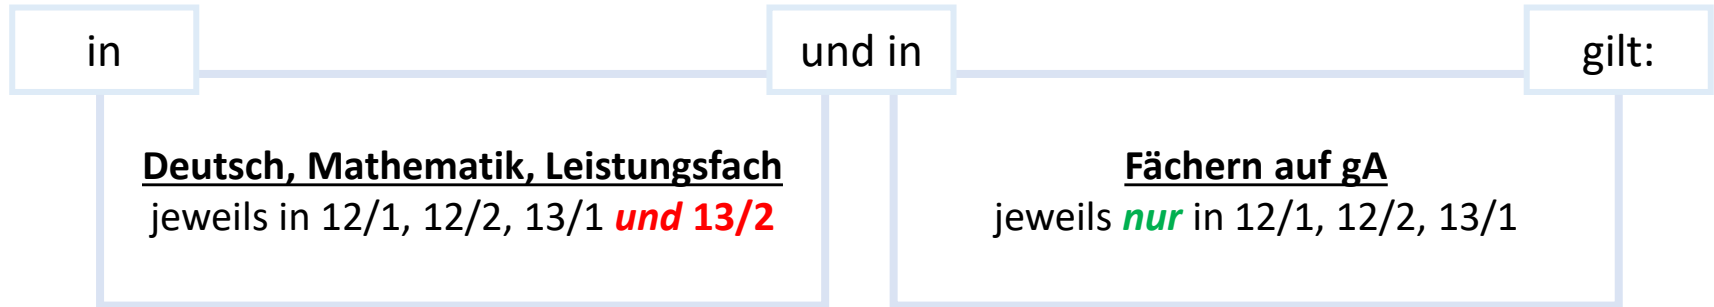 in
und in
gilt:
Deutsch, Mathematik, Leistungsfach
jeweils in 12/1, 12/2, 13/1 und 13/2
Fächern auf gA
jeweils nur in 12/1, 12/2, 13/1